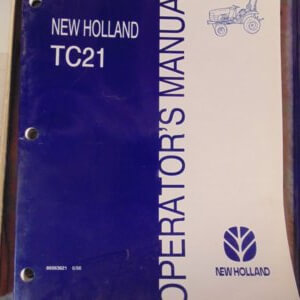 NEW HOLLAND
TC21
OPERATOR'S MANUAL
NEW HOLLAND